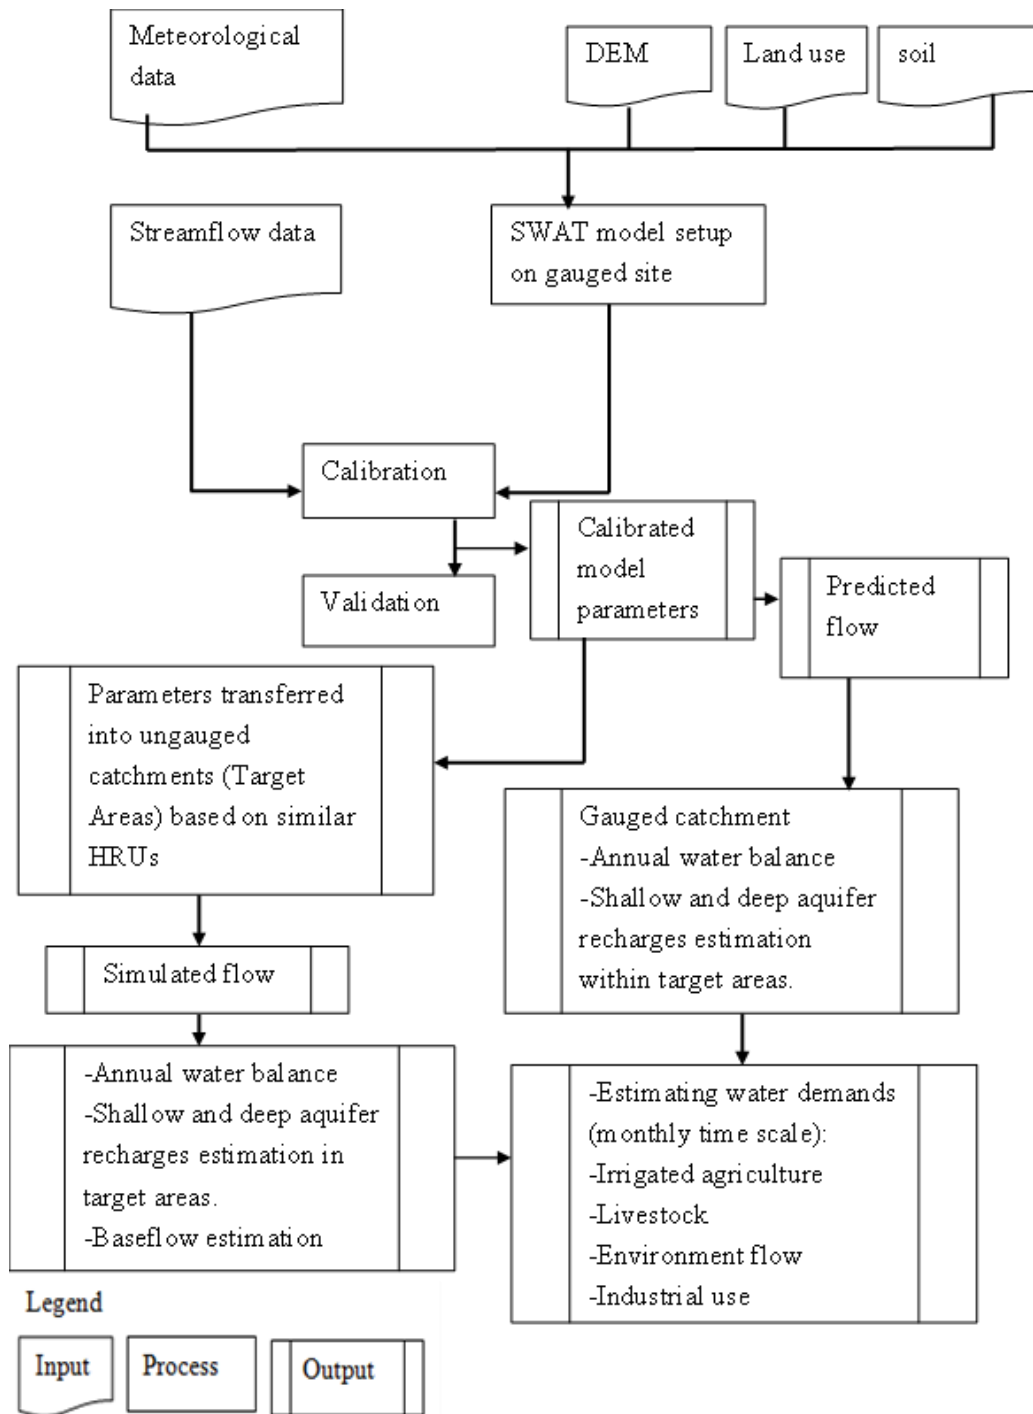 Meteorological
data
DEM
Land use
soil
Streamflow data
SWAT model setup
on gauged site
Calibration
Calibrated
model
parameters
Validation
Predicted
flow
Parameters transferred
into ungauged
catchments (Target
Areas) based on similar
HRUs
Gauged catchment
-Annual water balance
-Shallow and deep aquifer
recharges estimation
within target areas.
Simulated flow
-Annual water balance
-Shallow and deep aquifer
recharges estimation in
target areas.
-Baseflow estimation
-Estimating water demands
(monthly time scale):
-Irrigated agriculture
-Livestock
-Environment flow
-Industrial use
Legend
Input
Process
Output